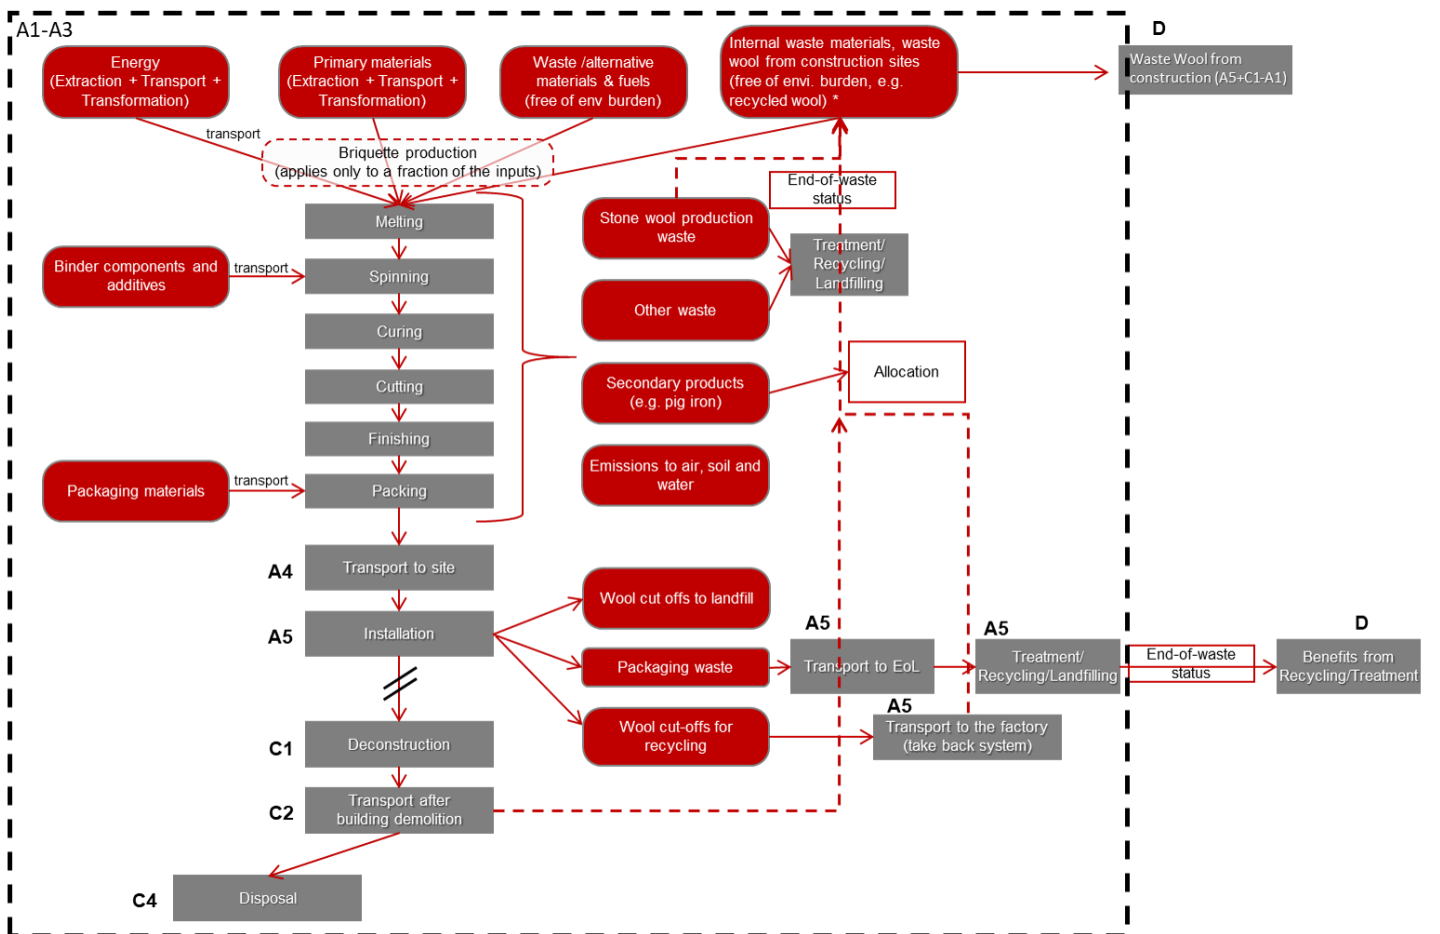 A1-A3
Energy
(Extraction + Transport +
Transformation)
Primary materials
(Extraction + Transport +
Transformation)
Waste /alternative
materials & fuels
(free of env burden)
Internal waste materials, waste
wool from construction sites
(free of envi. burden, e.g.
recycled wool) *
D
Waste Wool from
construction (A5+C1-A1)
transport
Briquette production
(applies only to a fraction of the inputs)
End-of-waste
status
Melting
Stone wool production
waste
Treatment/
Recycling/
Landfilling
Binder components and
additives
transport
Spinning
Other waste
Curing
Cutting
Secondary products
(e.g. pig iron)
Allocation
Finishing
Emissions to air, soil and
water
Packaging materials
transport
Packing
A4
Transport to site
Wool cut offs to landfill
A5
Installation
A5
A5
D
Packaging waste
Transport to EoL
Treatment/
Recycling/Landfilling
End-of-waste
status
Benefits from
Recycling/Treatment
A5
Wool cut-offs for
recycling
Transport to the factory
(take back system)
C1
Deconstruction
C2
Transport after
building demolition
C4
Disposal